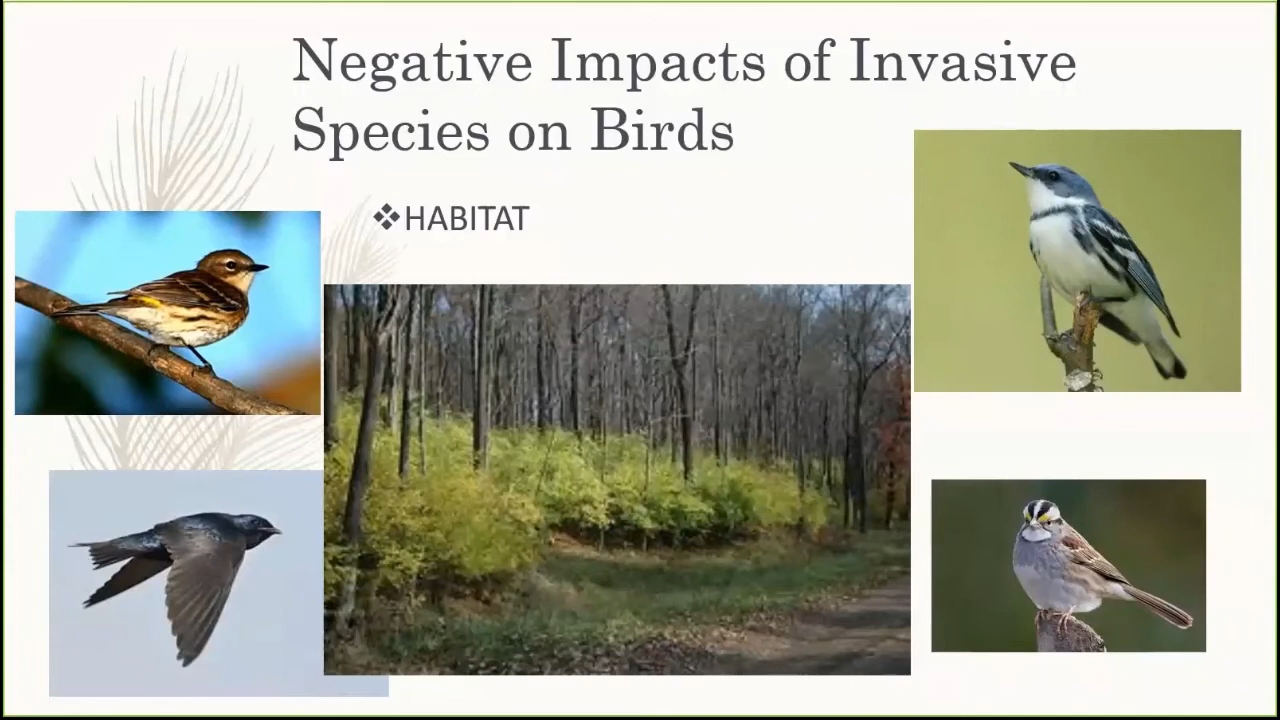 Negative Impacts of Invasive
Species on Birds
❖HABITAT